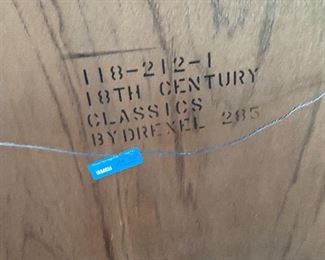 118-212-1
18TH CENTURY
CLASSICS
BY DREXEL 285